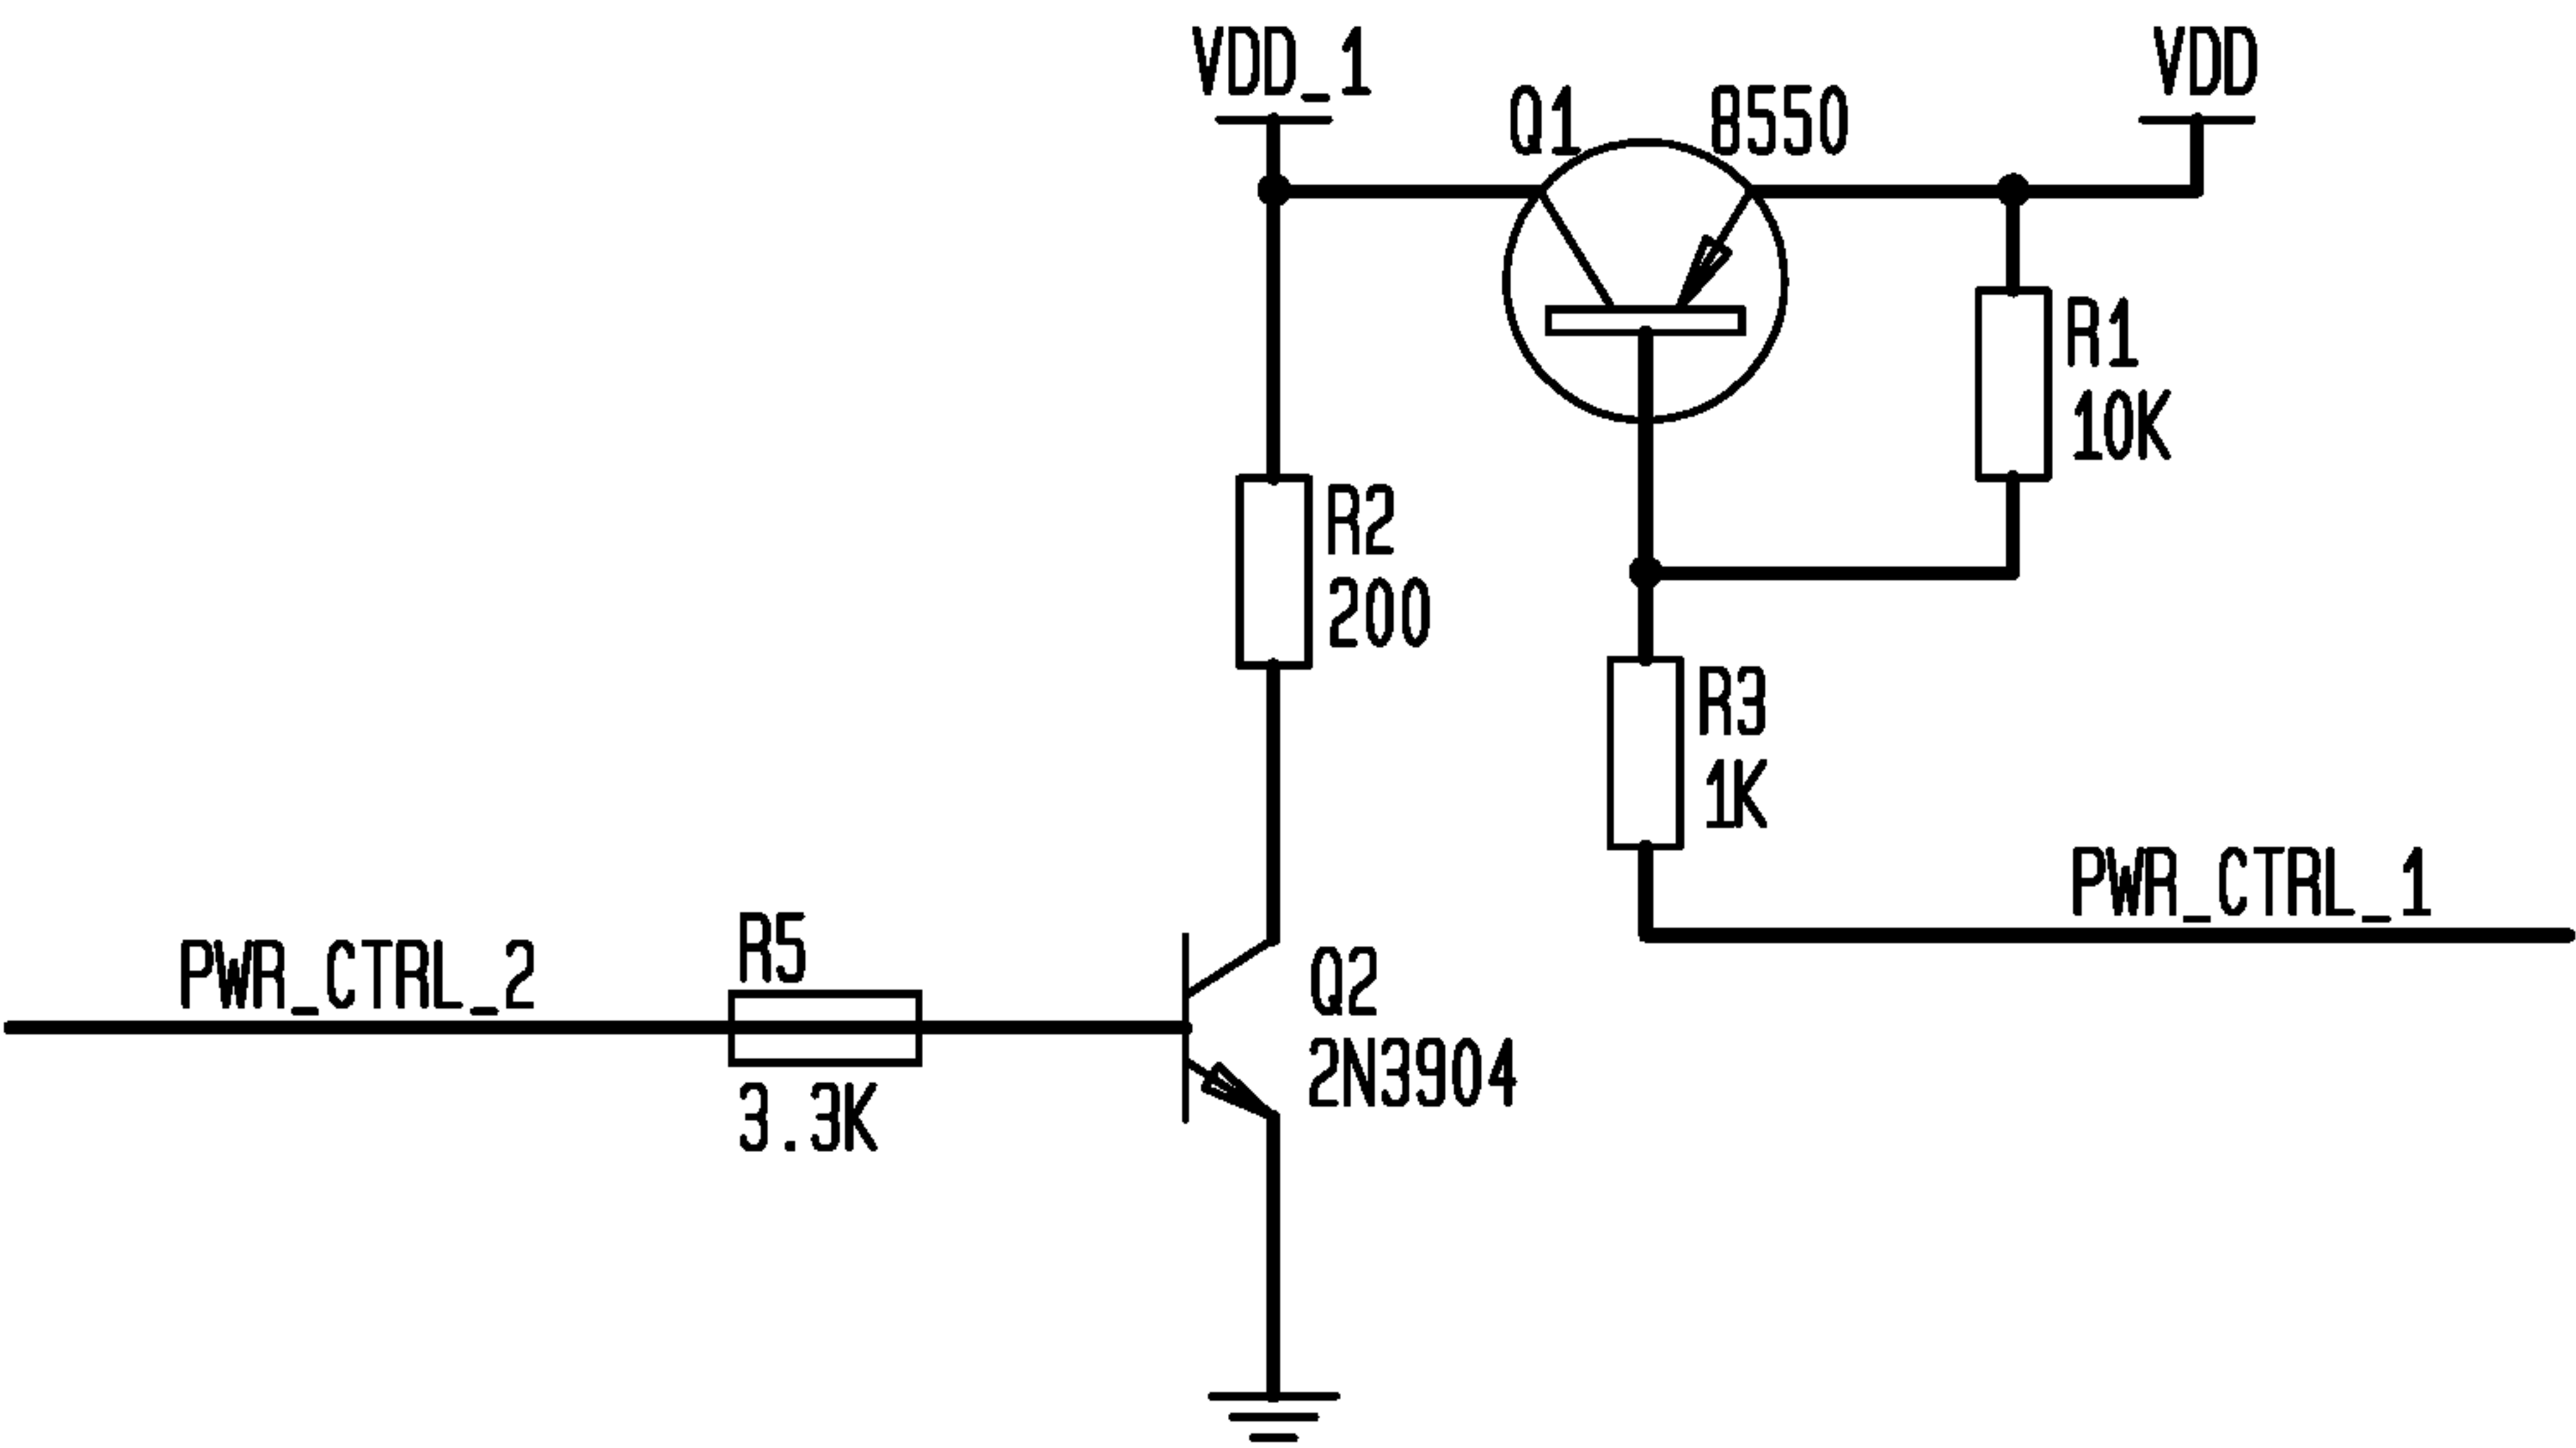 VDD_1
VDD
Q1
8550
R1
10K
R2
200
R3
1K
PWR_CTRL_1
R5
PWR_CTRL_2
Q2
2N3904
3.3K